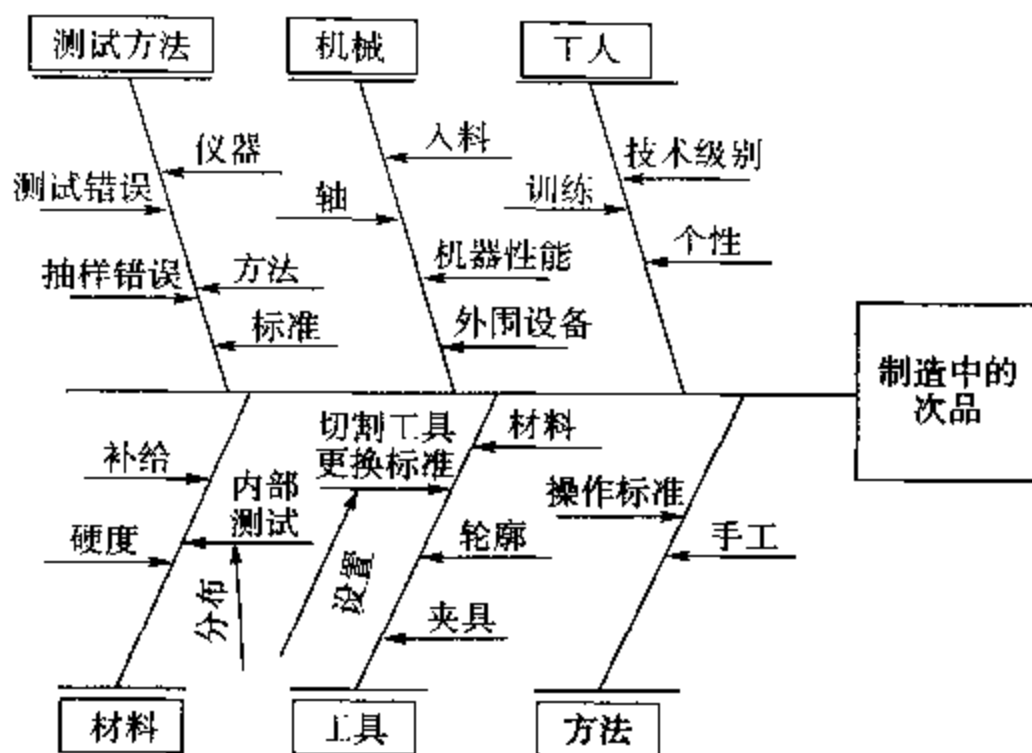 测试方法
机械
工人
仪器
测试错误
抽样错误
方法
标准
入料
轴
机器性能
外围设备
技术级别
训练
个性
制造中的
次品
补给
硬度
内部
测试
分布
切割工具
更换标准
设置
材料
轮廓
夹具
操作标准
手工
材料
工具
方法